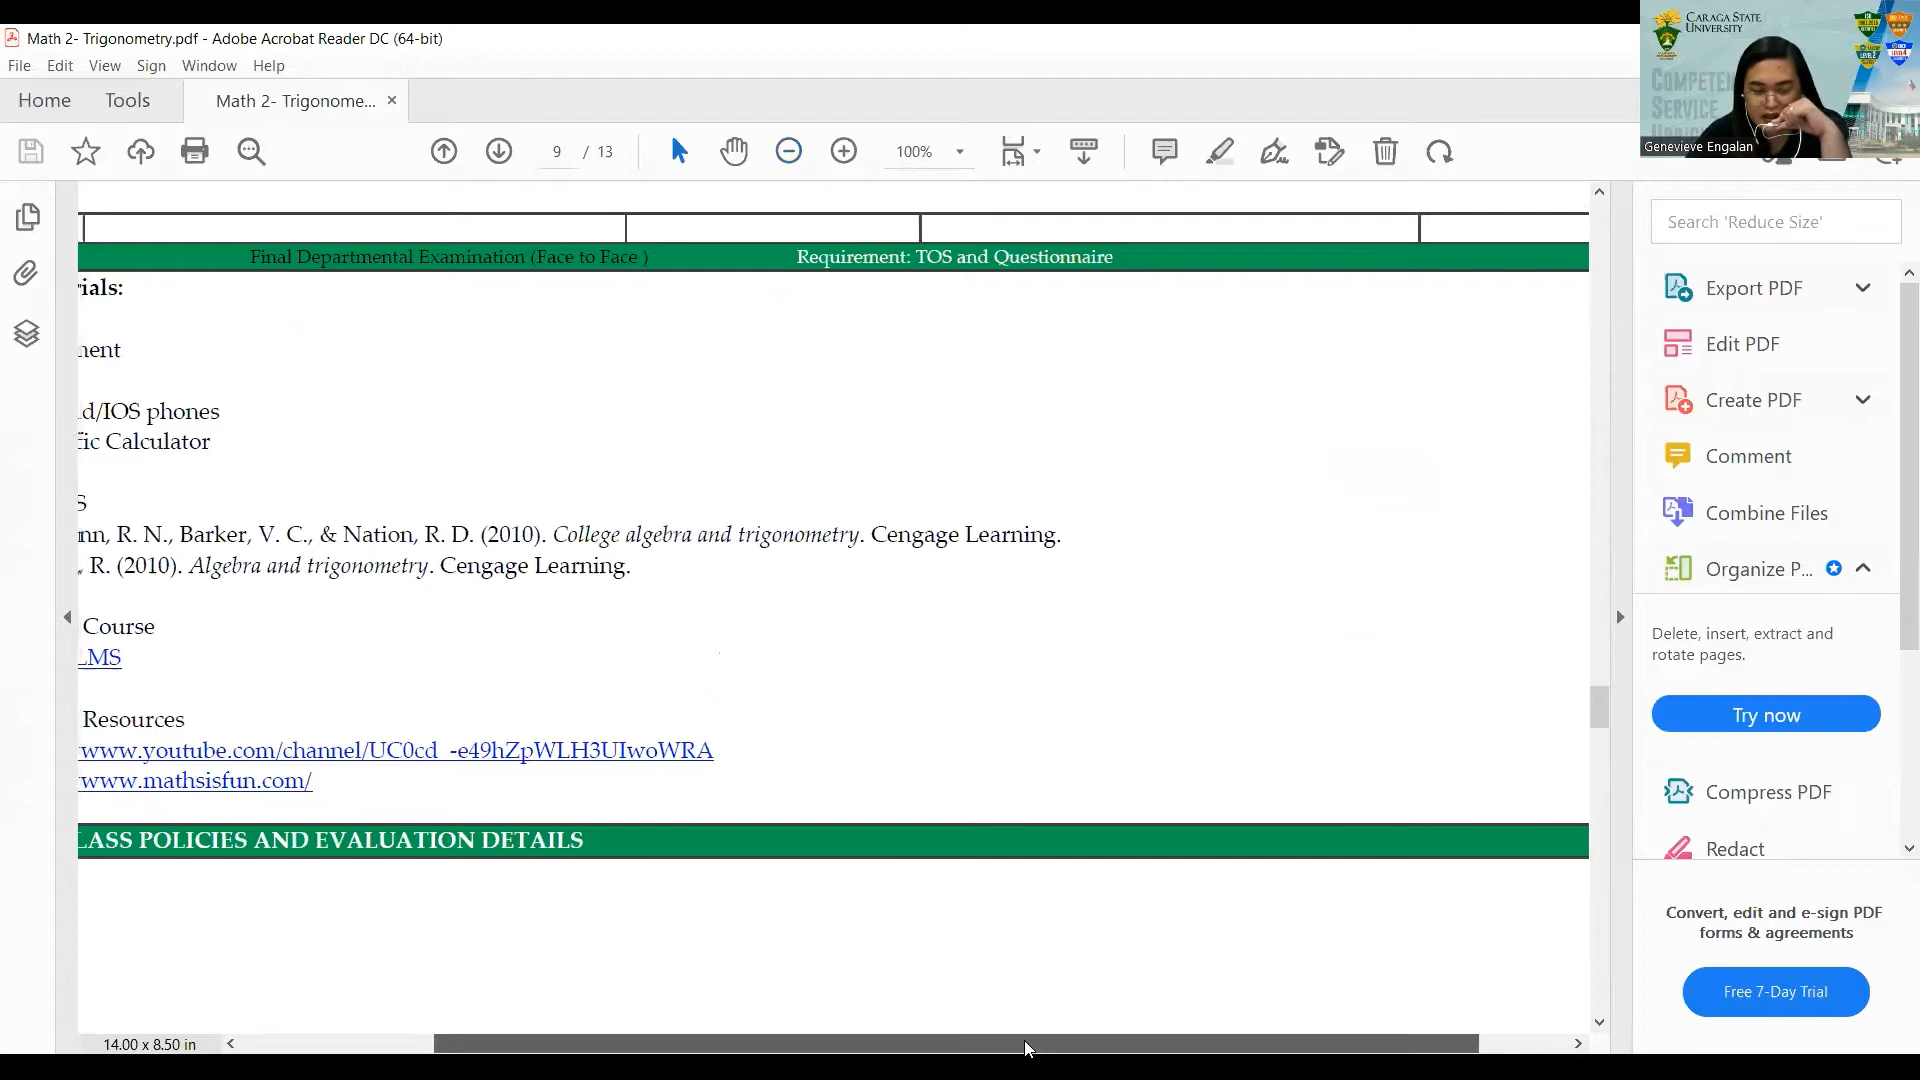 Math 2- Trigonometry.pdf - Adobe Acrobat Reader DC (64-bit)
File Edit View Sign Window Help
Home Tools Math 2- Trigonome... ×
9 / 13 100%
CARAGA STATE
UNIVERSITY
COMPETEN
SERVICE
Genevieve Engalan
Final Departmental Examination (Face to Face ) Requirement: TOS and Questionnaire
ials:
nent
d/IOS phones
fic Calculator
S
nn, R. N., Barker, V. C., & Nation, R. D. (2010). College algebra and trigonometry. Cengage Learning.
, R. (2010). Algebra and trigonometry. Cengage Learning.
Course
LMS
Resources
www.youtube.com/channel/UC0cd_-e49hZpWLH3UIwoWRA
www.mathsisfun.com/
LASS POLICIES AND EVALUATION DETAILS
14.00 x 8.50 in
Search 'Reduce Size'
Export PDF
Edit PDF
Create PDF
Comment
Combine Files
Organize P...
Delete, insert, extract and
rotate pages.
Try now
Compress PDF
Redact
Convert, edit and e-sign PDF
forms & agreements
Free 7-Day Trial